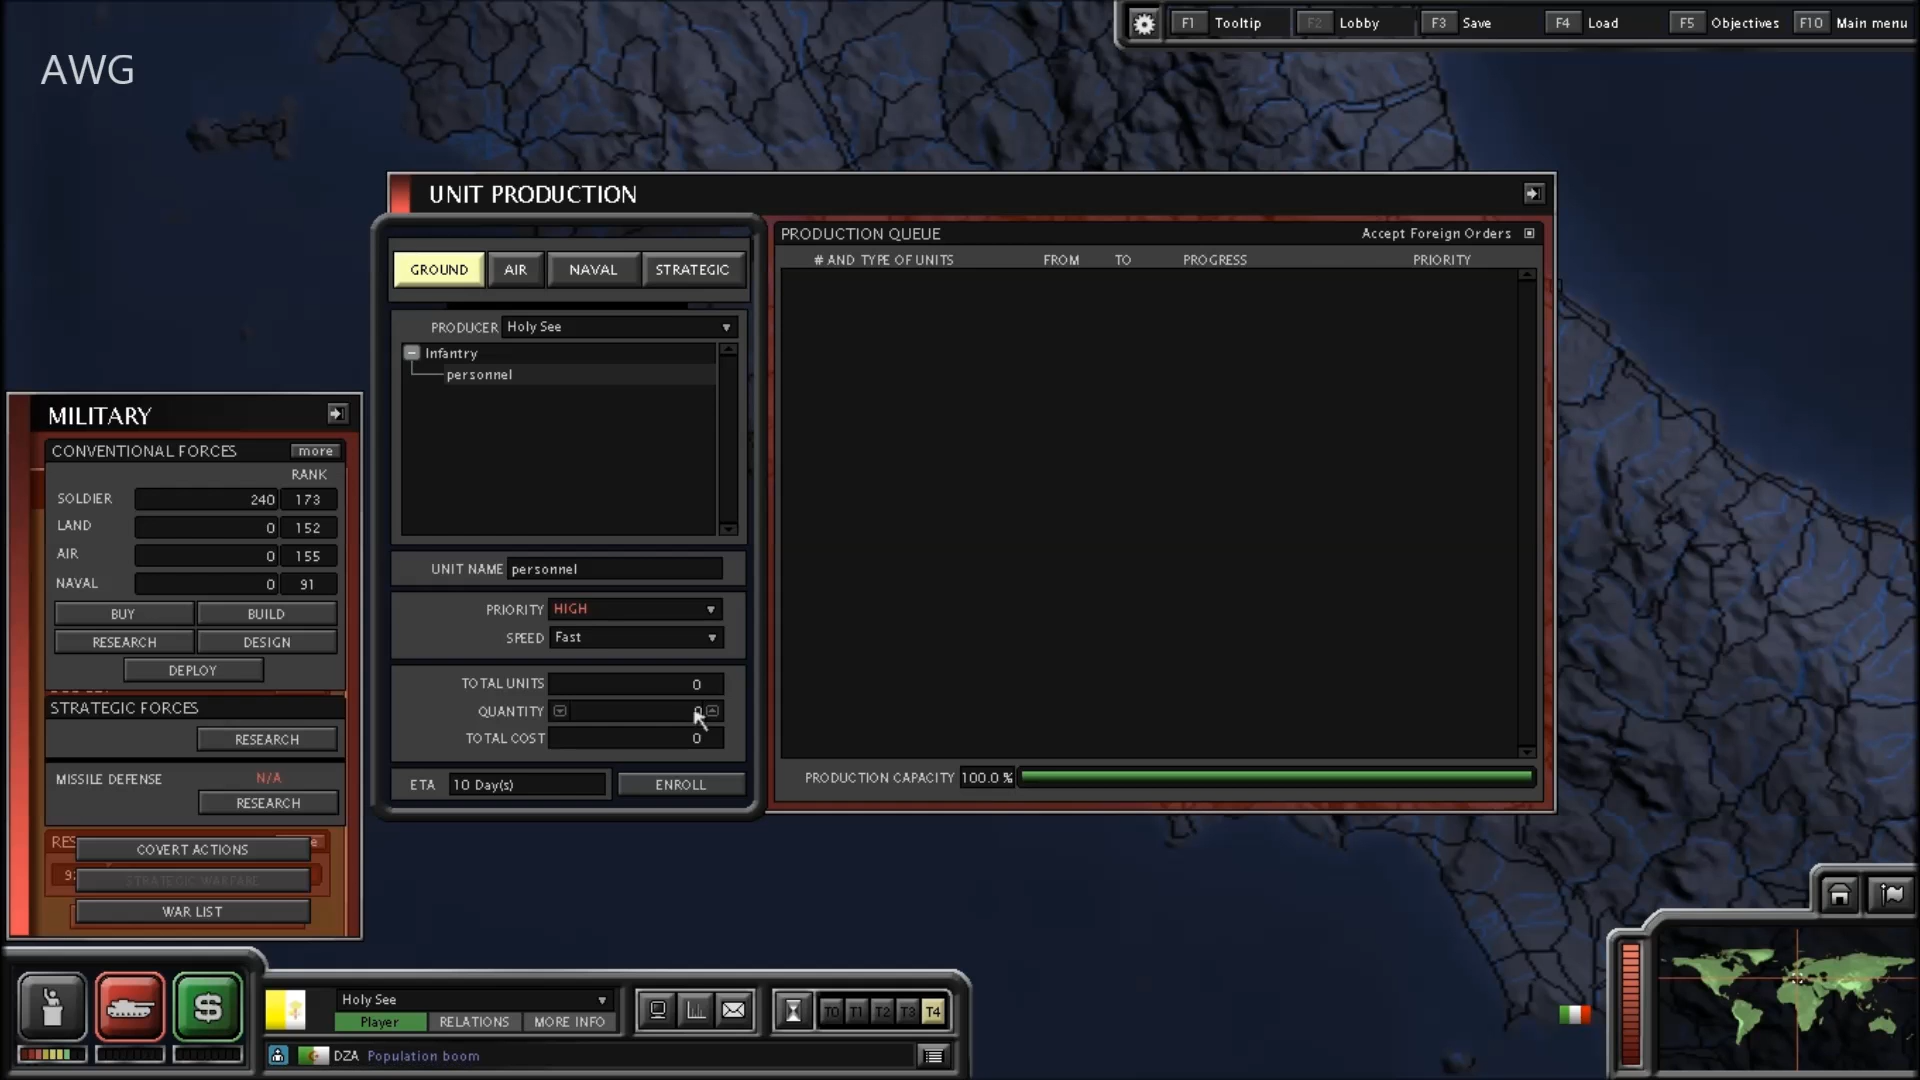 AWG
F1 Tooltip F2 Lobby F3 Save F4 Load F5 Objectives F10 Main menu
UNIT PRODUCTION
GROUND AIR NAVAL STRATEGIC
PRODUCER Holy See
Infantry
personnel
UNIT NAME personnel
PRIORITY HIGH
SPEED Fast
TOTAL UNITS 0
QUANTITY
TOTAL COST 0
ETA 10 Day(s) ENROLL
PRODUCTION QUEUE Accept Foreign Orders
# AND TYPE OF UNITS FROM TO PROGRESS PRIORITY
PRODUCTION CAPACITY 100.0 %
MILITARY
CONVENTIONAL FORCES more
RANK
SOLDIER 240 173
LAND 0 152
AIR 0 155
NAVAL 0 91
BUY BUILD
RESEARCH DESIGN
DEPLOY
STRATEGIC FORCES
RESEARCH
MISSILE DEFENSE N/A
RESEARCH
COVERT ACTIONS
STRATEGIC WARFARE
WAR LIST
Holy See
Player RELATIONS MORE INFO
T0 T1 T2 T3 T4
DZA Population boom